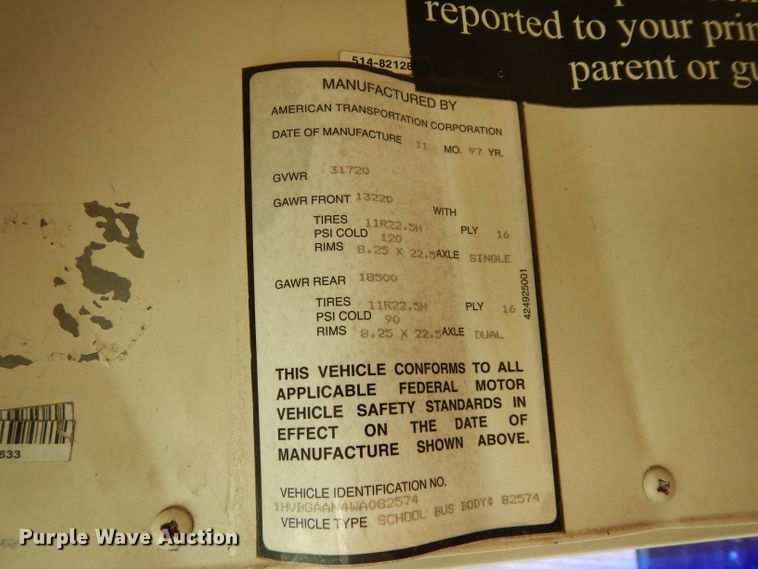 reported to your
parent or
514-82128
MANUFACTURED BY
AMERICAN TRANSPORTATION CORPORATION
DATE OF MANUFACTURE 11 MO. 97 YR.
GVWR 31720
GAWR FRONT 13220 WITH
TIRES 11R22.5H PLY 16
PSI COLD 120
RIMS 8.25 X 22.5 AXLE SINGLE
GAWR REAR 18500
TIRES 11R22.5H PLY 16
PSI COLD 90
RIMS 8.25 X 22.5 AXLE DUAL
424925001
THIS VEHICLE CONFORMS TO ALL
APPLICABLE FEDERAL MOTOR
VEHICLE SAFETY STANDARDS IN
EFFECT ON THE DATE OF
MANUFACTURE SHOWN ABOVE.
VEHICLE IDENTIFICATION NO.
1HVBGAAN4WA082574
VEHICLE TYPE SCHOOL BUS BODY# 82574
633
Purple Wave Auction